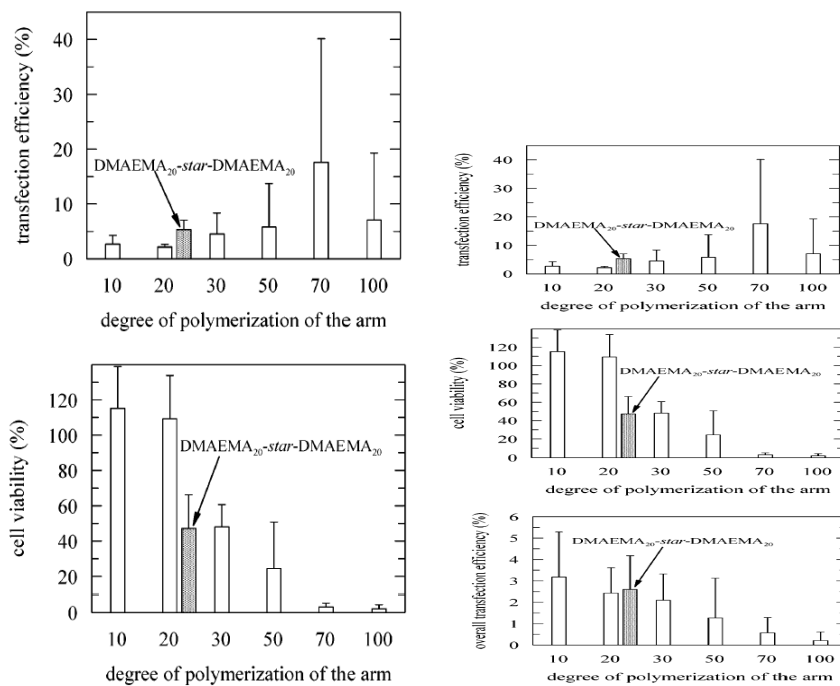 40
30
20
10
0
transfection efficiency (%)
DMAEMA₂₀-star-DMAEMA₂₀
10 20 30 50 70 100
degree of polymerization of the arm
120
100
80
60
40
20
0
cell viability (%)
DMAEMA₂₀-star-DMAEMA₂₀
10 20 30 50 70 100
degree of polymerization of the arm
40
30
20
10
0
transfection efficiency (%)
DMAEMA₂₀-star-DMAEMA₂₀
10 20 30 50 70 100
degree of polymerization of the arm
120
100
80
60
40
20
0
cell viability (%)
DMAEMA₂₀-star-DMAEMA₂₀
10 20 30 50 70 100
degree of polymerization of the arm
6
5
4
3
2
1
0
overall transfection efficiency (%)
DMAEMA₂₀-star-DMAEMA₂₀
10 20 30 50 70 100
degree of polymerization of the arm